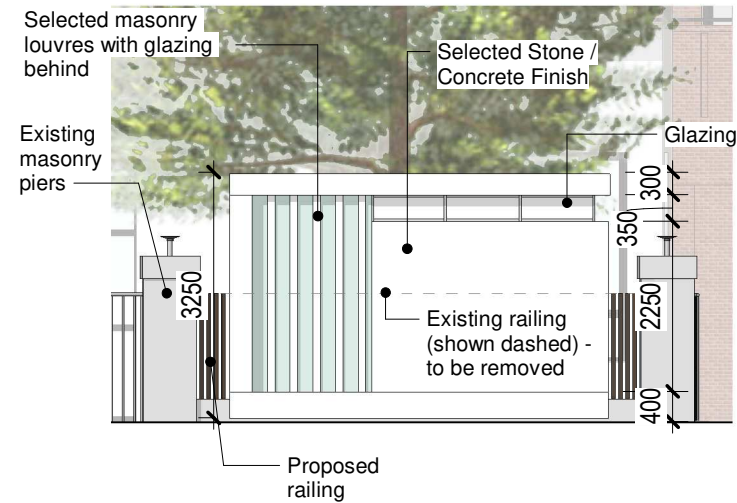 Selected masonry
louvres with glazing
behind
Selected Stone /
Concrete Finish
Existing
masonry
piers
Glazing
300
350
3250
2250
Existing railing
(shown dashed) -
to be removed
400
Proposed
railing